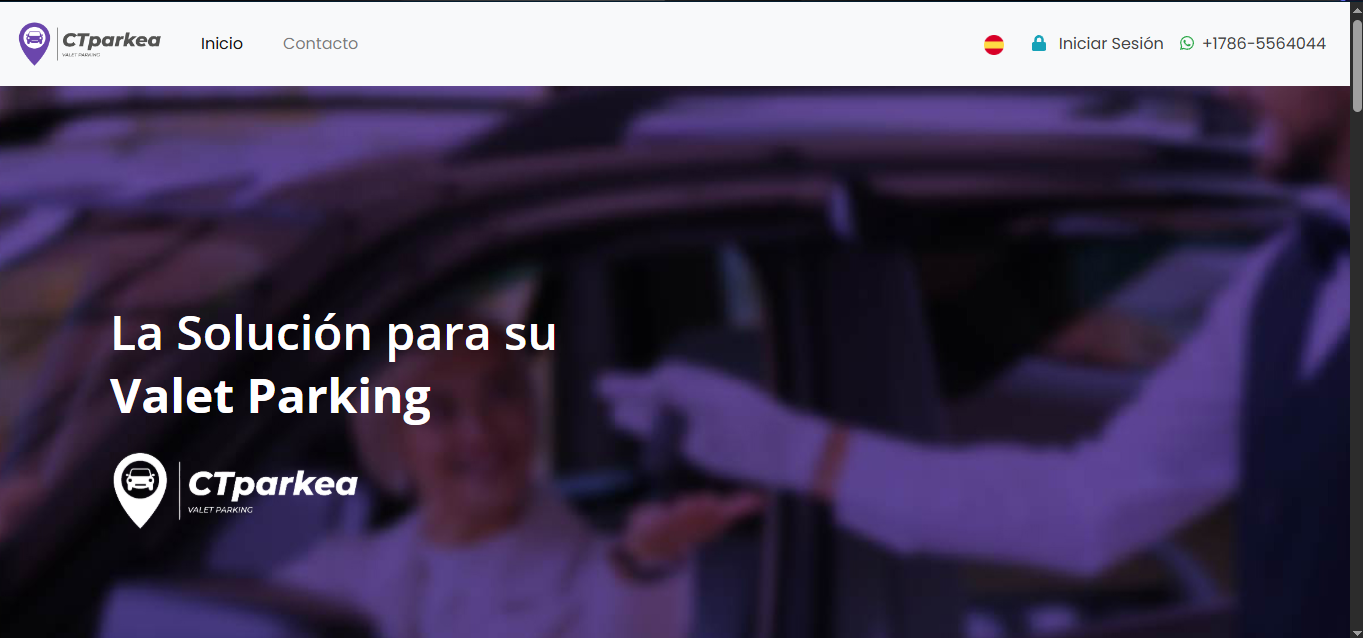 CTparkea
VALET PARKING
Inicio
Contacto
Iniciar Sesión
+1786-5564044
La Solución para su
Valet Parking
CTparkea
VALET PARKING